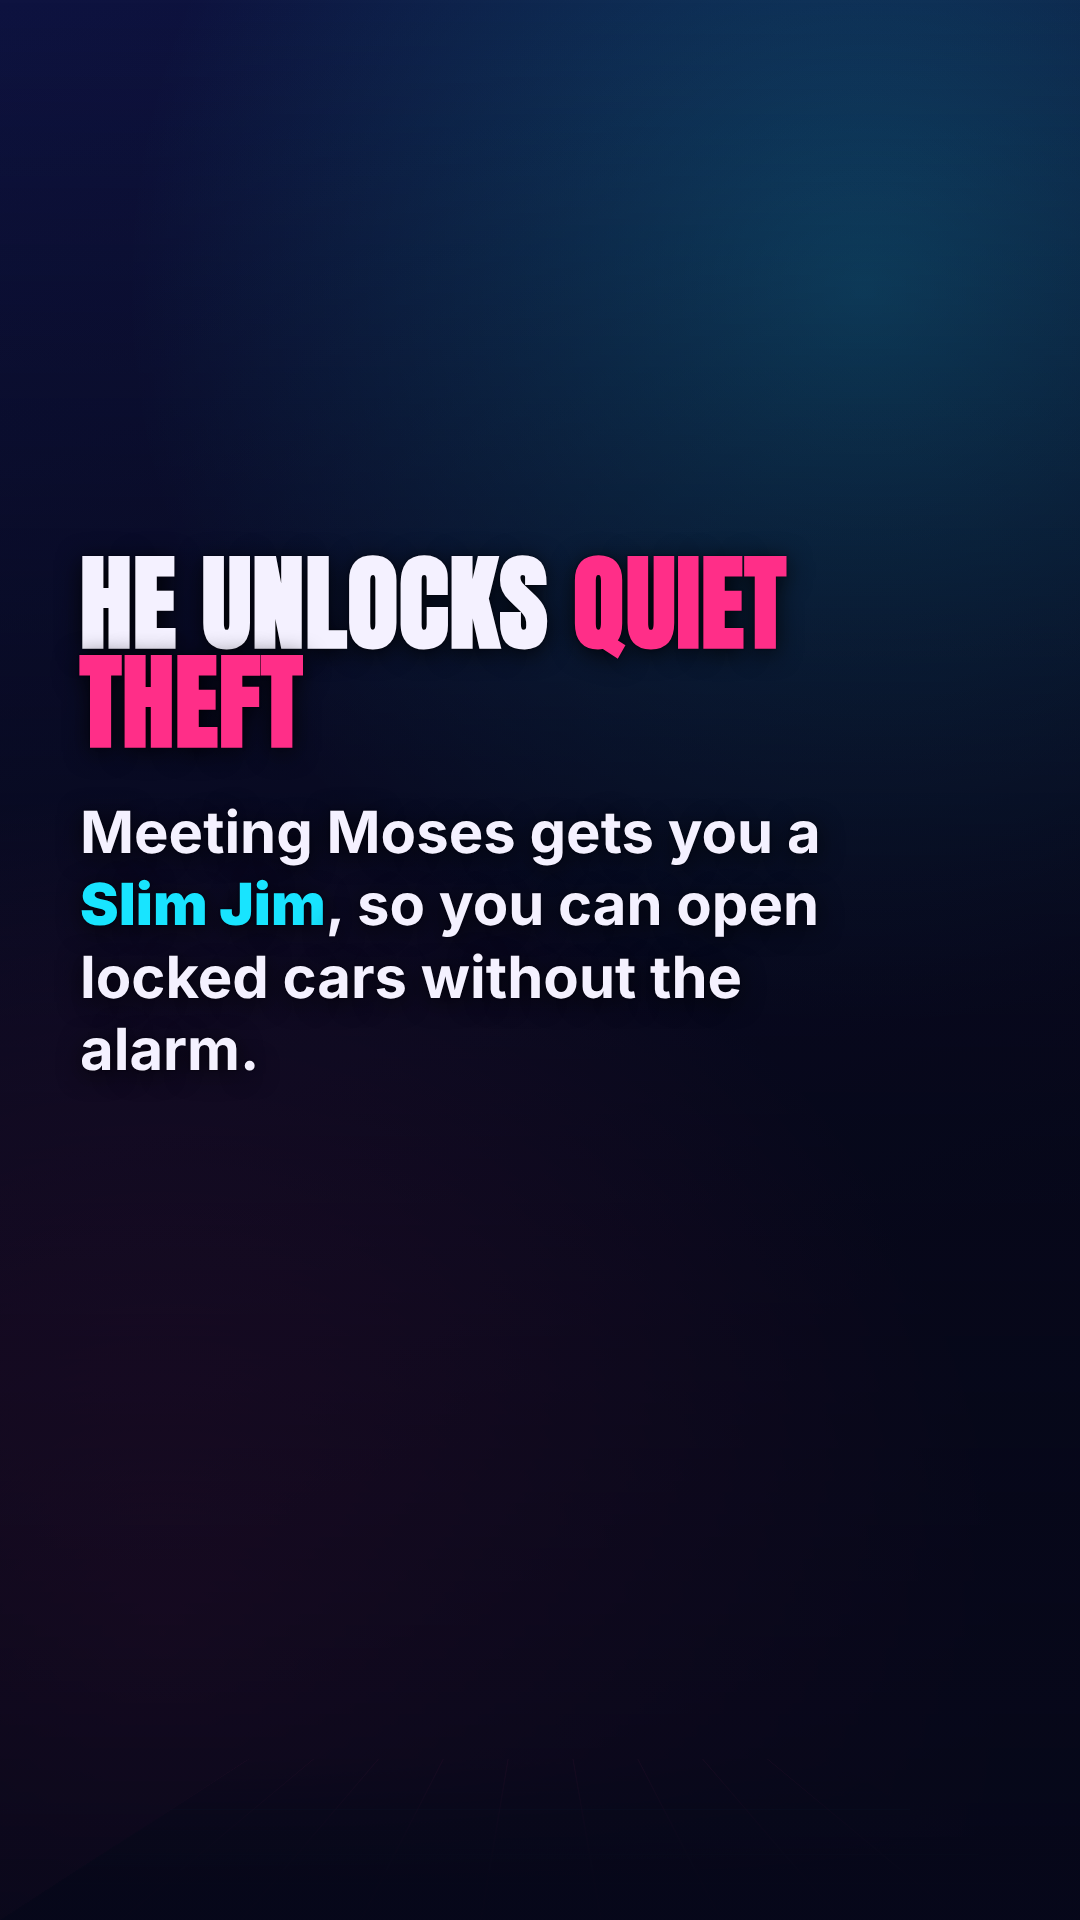 HE UNLOCKS QUIET
THEFT
Meeting Moses gets you a
Slim Jim, so you can open
locked cars without the
alarm.